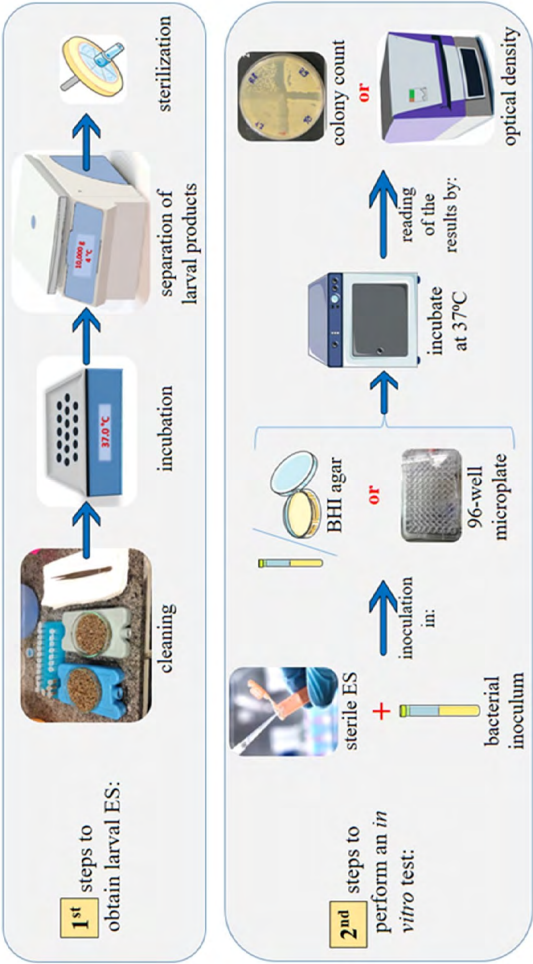 1st steps to
obtain larval ES:
cleaning
37.0 °C
incubation
10,000 g
4 °C
separation of
larval products
sterilization
2nd steps to
perform an in
vitro test:
sterile ES
+
bacterial
inoculum
inoculation
in:
BHI agar
or
96-well
microplate
incubate
at 37ºC
reading
of the
results by:
colony count
or
optical density